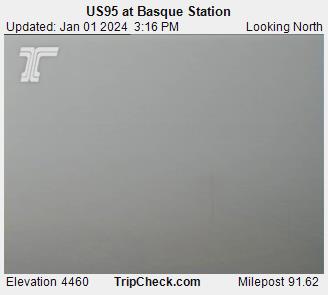 US95 at Basque Station
Updated: Jan 01 2024 3:16 PM Looking North
Elevation 4460 TripCheck.com Milepost 91.62